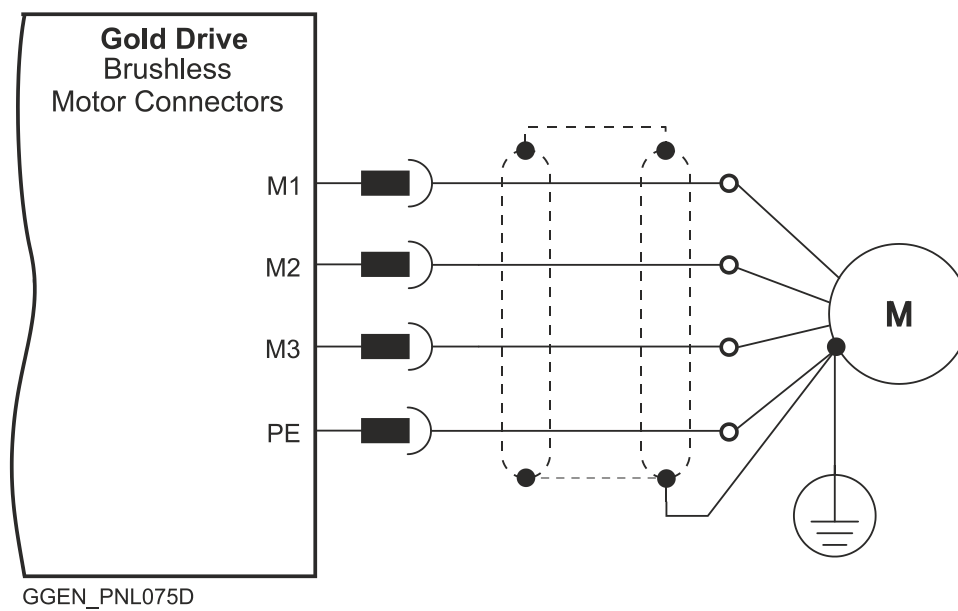 Gold Drive
Brushless
Motor Connectors
M1
M2
M3
PE
M
GGEN_PNL075D